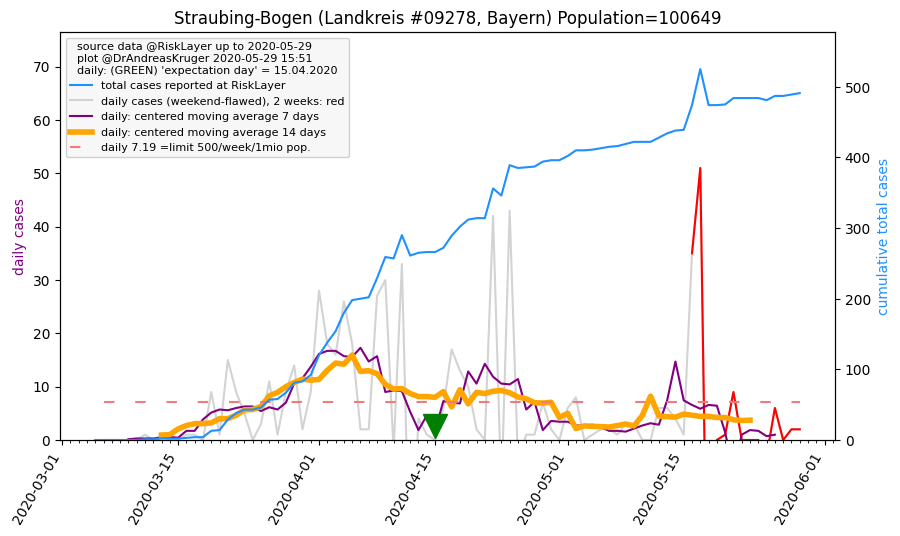 Straubing-Bogen (Landkreis #09278, Bayern) Population=100649
source data @RiskLayer up to 2020-05-29
plot @DrAndreasKruger 2020-05-29 15:51
daily: (GREEN) 'expectation day' = 15.04.2020
total cases reported at RiskLayer
daily cases (weekend-flawed), 2 weeks: red
daily: centered moving average 7 days
daily: centered moving average 14 days
daily 7.19 =limit 500/week/1mio pop.
daily cases
70
60
50
40
30
20
10
0
cumulative total cases
500
400
300
200
100
0
2020-03-01
2020-03-15
2020-04-01
2020-04-15
2020-05-01
2020-05-15
2020-06-01